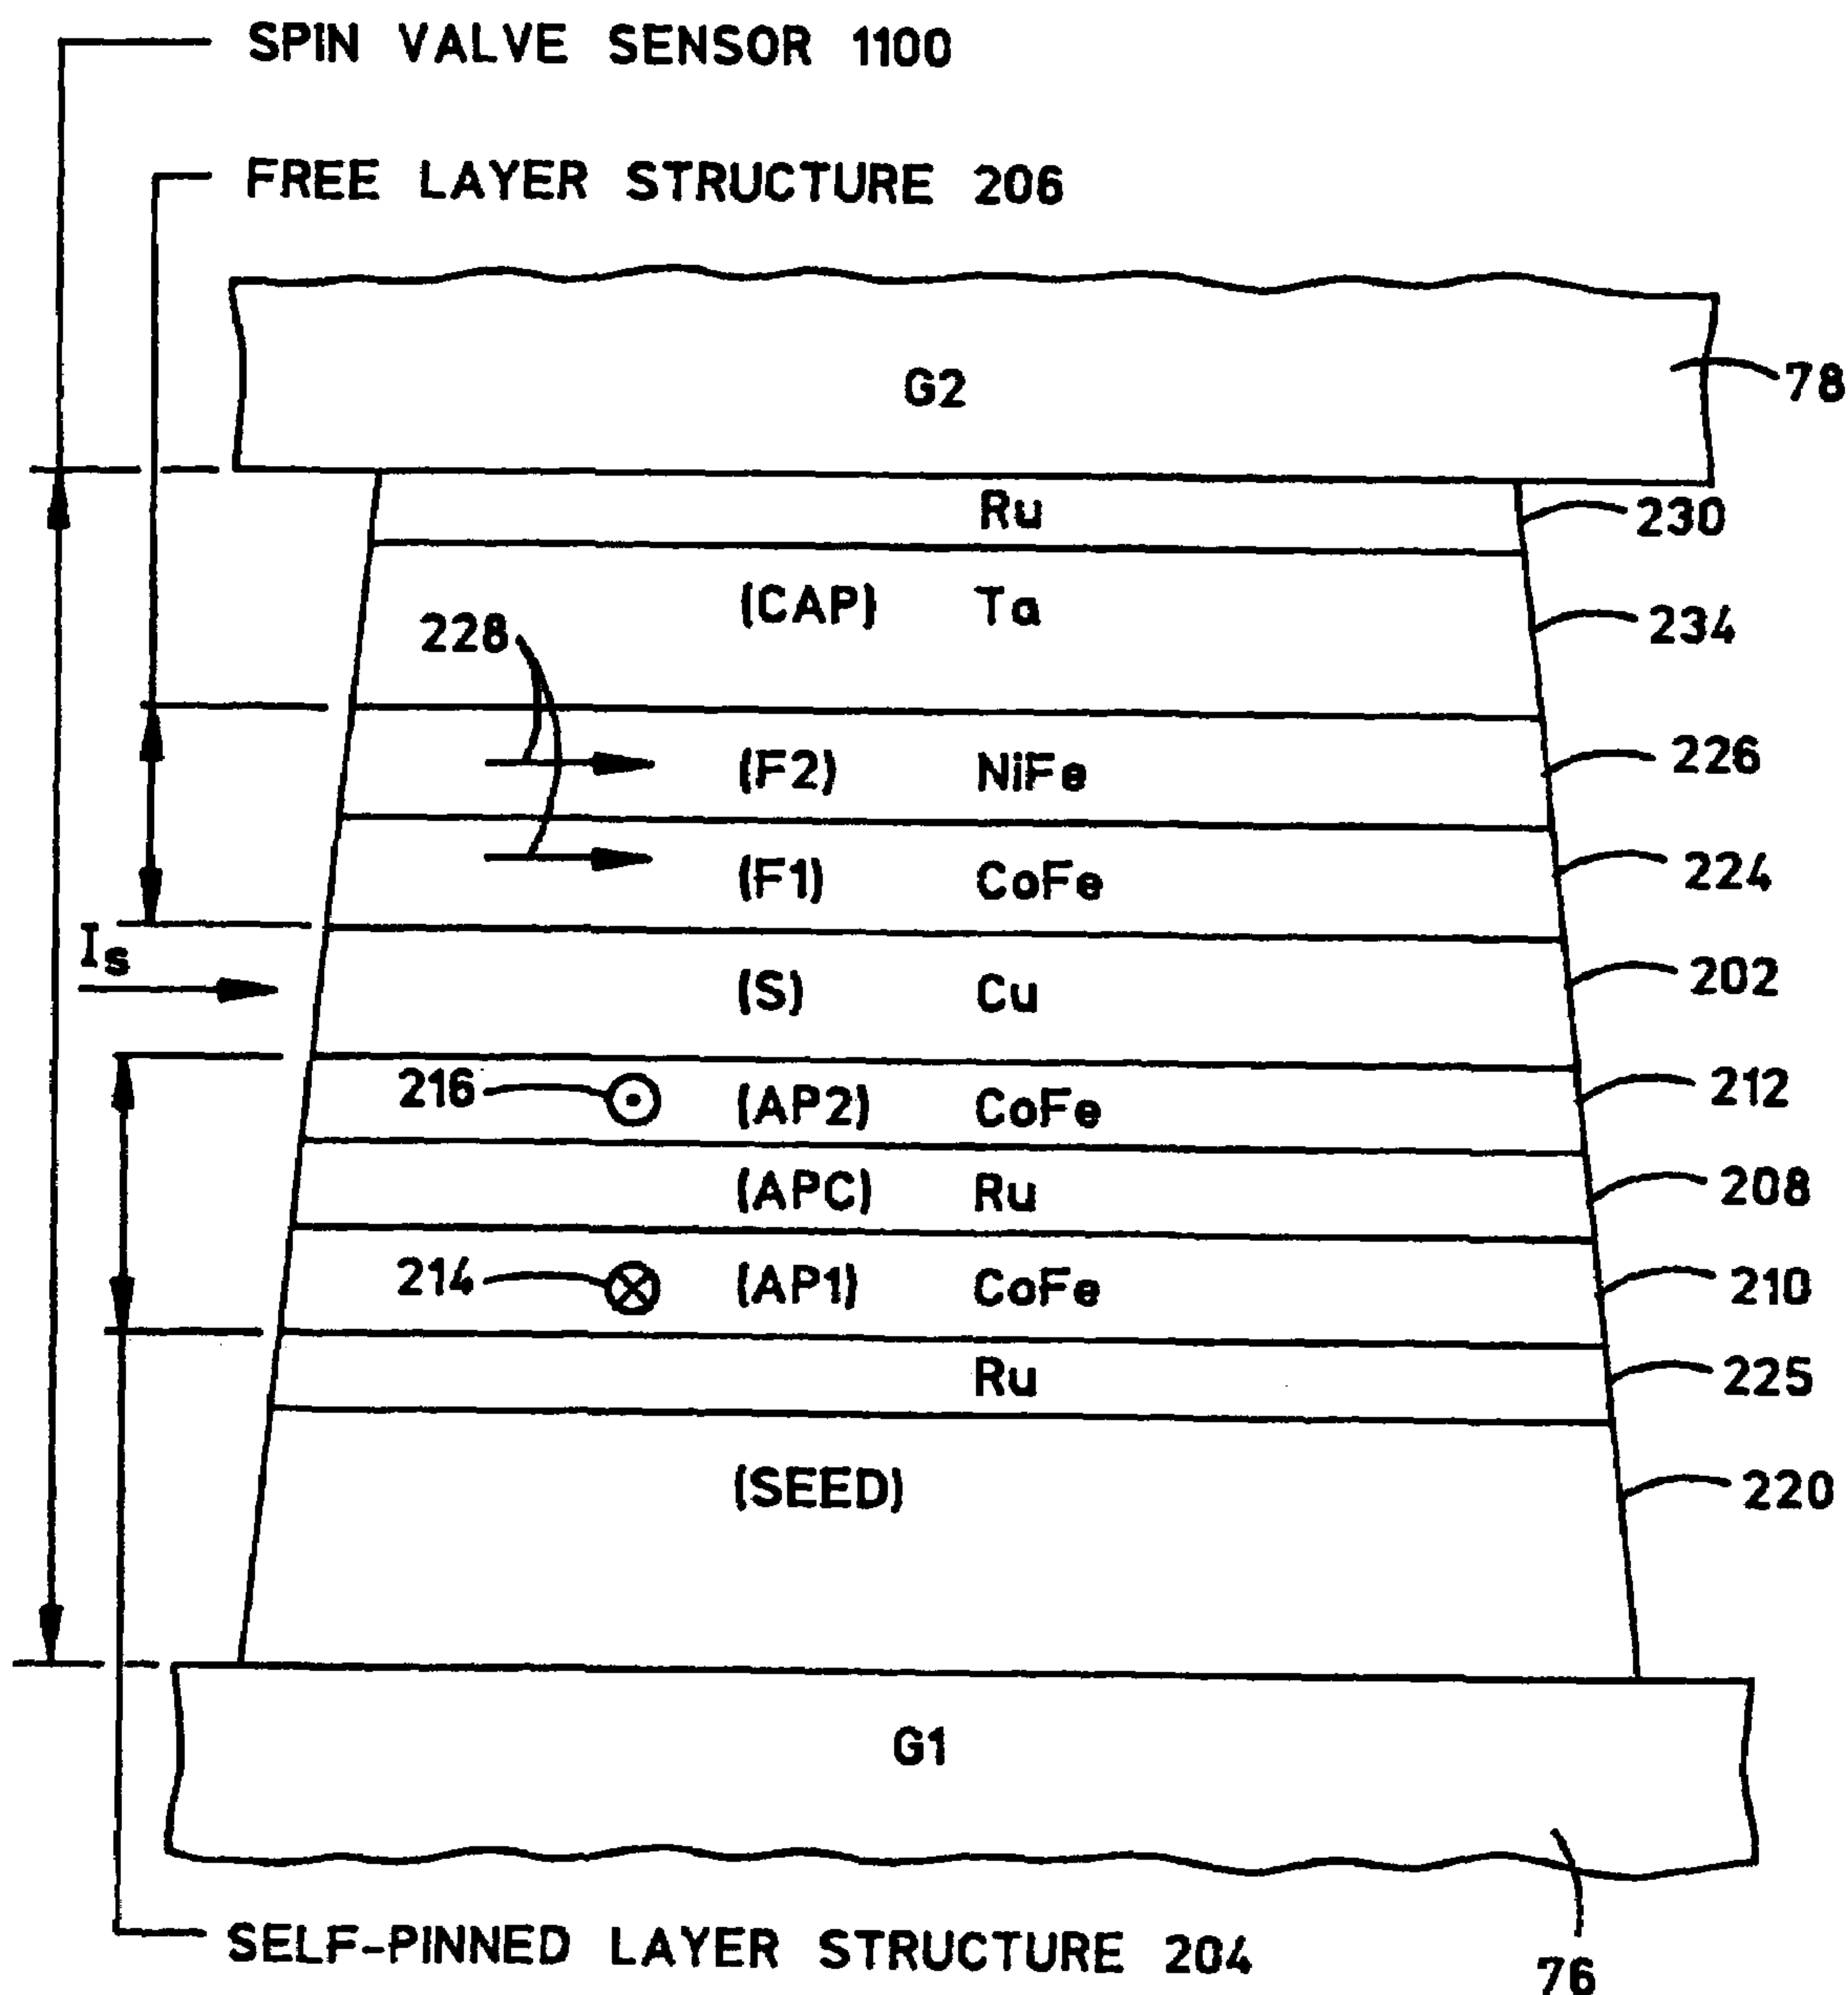 SPIN VALVE SENSOR 1100
FREE LAYER STRUCTURE 206
G2
78
Ru
230
(CAP) Ta
234
228
(F2) NiFe
226
(F1) CoFe
224
Is
(S) Cu
202
216
(AP2) CoFe
212
(APC) Ru
208
214
(AP1) CoFe
210
Ru
225
(SEED)
220
G1
SELF-PINNED LAYER STRUCTURE 204
76